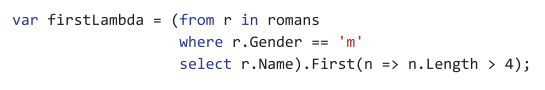 var firstLambda = (from r in romans
where r.Gender == 'm'
select r.Name).First(n => n.Length > 4);